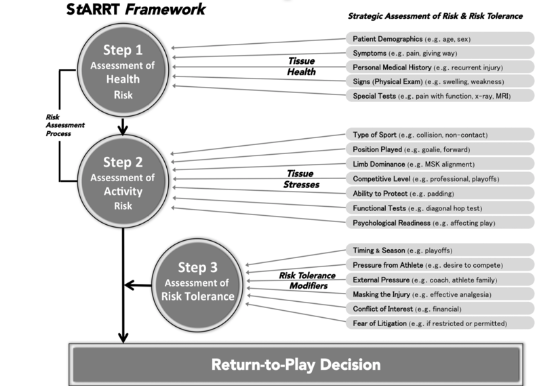 StARRT Framework
Strategic Assessment of Risk & Risk Tolerance
Step 1
Assessment of
Health
Risk
Tissue
Health
Patient Demographics (e.g. age, sex)
Symptoms (e.g. pain, giving way)
Personal Medical History (e.g. recurrent injury)
Signs (Physical Exam) (e.g. swelling, weakness)
Special Tests (e.g. pain with function, x-ray, MRI)
Risk
Assessment
Process
Step 2
Assessment of
Activity
Risk
Tissue
Stresses
Type of Sport (e.g. collision, non-contact)
Position Played (e.g. goalie, forward)
Limb Dominance (e.g. MSK alignment)
Competitive Level (e.g. professional, playoffs)
Ability to Protect (e.g. padding)
Functional Tests (e.g. diagonal hop test)
Psychological Readiness (e.g. affecting play)
Step 3
Assessment of
Risk Tolerance
Risk Tolerance
Modifiers
Timing & Season (e.g. playoffs)
Pressure from Athlete (e.g. desire to compete)
External Pressure (e.g. coach, athlete family)
Masking the Injury (e.g. effective analgesia)
Conflict of Interest (e.g. financial)
Fear of Litigation (e.g. if restricted or permitted)
Return-to-Play Decision